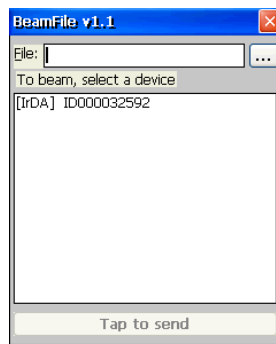 BeamFile v1.1
File:
...
To beam, select a device
[IrDA] ID000032592
Tap to send